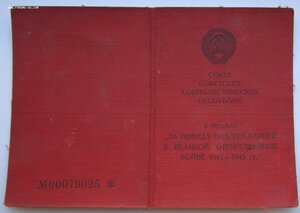 СОЮЗ
СОВЕТСКИХ
СОЦИАЛИСТИЧЕСКИХ
РЕСПУБЛИК
К МЕДАЛИ
„ЗА ПОБЕДУ НАД ГЕРМАНИЕЙ
В ВЕЛИКОЙ ОТЕЧЕСТВЕННОЙ
ВОЙНЕ 1941—1945 гг.“
№00079025 *